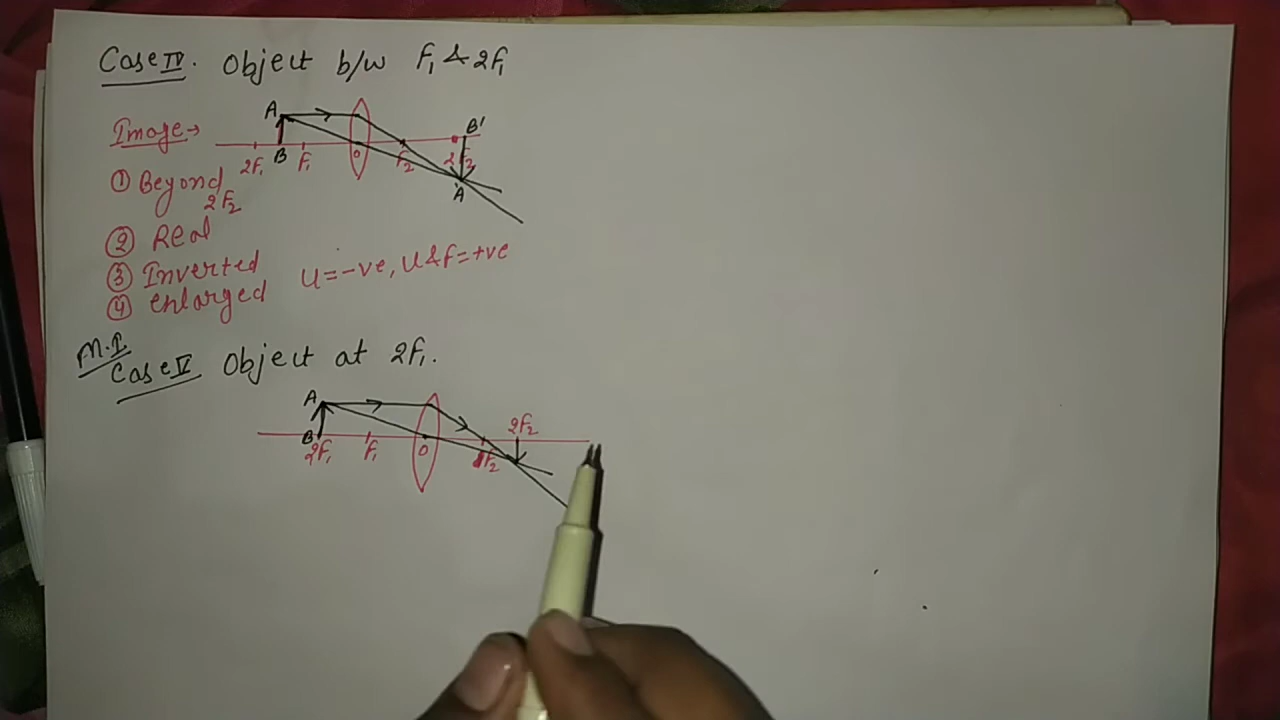 Case IV. Object b/w F₁ & 2F₁
A
B'
Image→
2F₁ B F₁ O F₂ 2F₂
A
① Beyond
2F₂
② Real
③ Inverted
④ enlarged
u=-ve, u&f=+ve
M.I
Case V Object at 2F₁.
A
2F₂
B
2F₁ F₁ O F₂